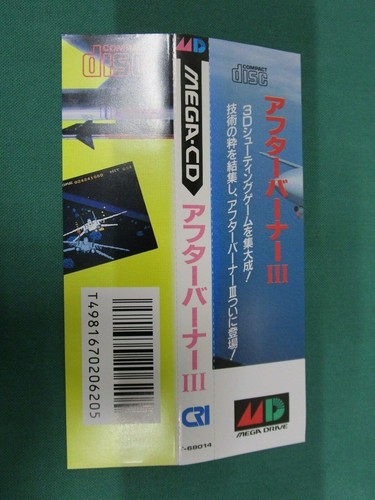 COMPACT
disc
T4981670206205
MD
MEGA-CD
アフターバーナーIII
CRI
-68014
COMPACT
disc
アフターバーナーIII
3Dシューティングゲームを集大成!
技術の粋を結集し、アフターバーナーIIIついに登場!
MD
MEGA DRIVE